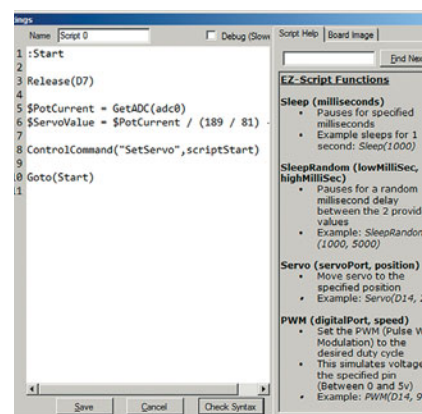 ngs
Name Script 0 Debug (Slow
Script Help Board Image
1 :Start
2
3 Release(D7)
4
5 $PotCurrent = GetADC(adc0)
6 $ServoValue = $PotCurrent / (189 / 81) -
7
8 ControlCommand("SetServo",scriptStart)
9
0 Goto(Start)
11
Find Nex
EZ-Script Functions
Sleep (milliseconds)
• Pauses for specified
milliseconds
• Example sleeps for 1
second: Sleep(1000)
SleepRandom (lowMilliSec,
highMilliSec)
• Pauses for a random
millisecond delay
between the 2 provid
values
• Example: SleepRandom
(1000, 5000)
Servo (servoPort, position)
• Move servo to the
specified position
• Example: Servo(D14, 
PWM (digitalPort, speed)
• Set the PWM (Pulse W
Modulation) to the
desired duty cycle
• This simulates voltage
the specified pin
(Between 0 and 5v)
• Example: PWM(D14, 9
Save Cancel Check Syntax